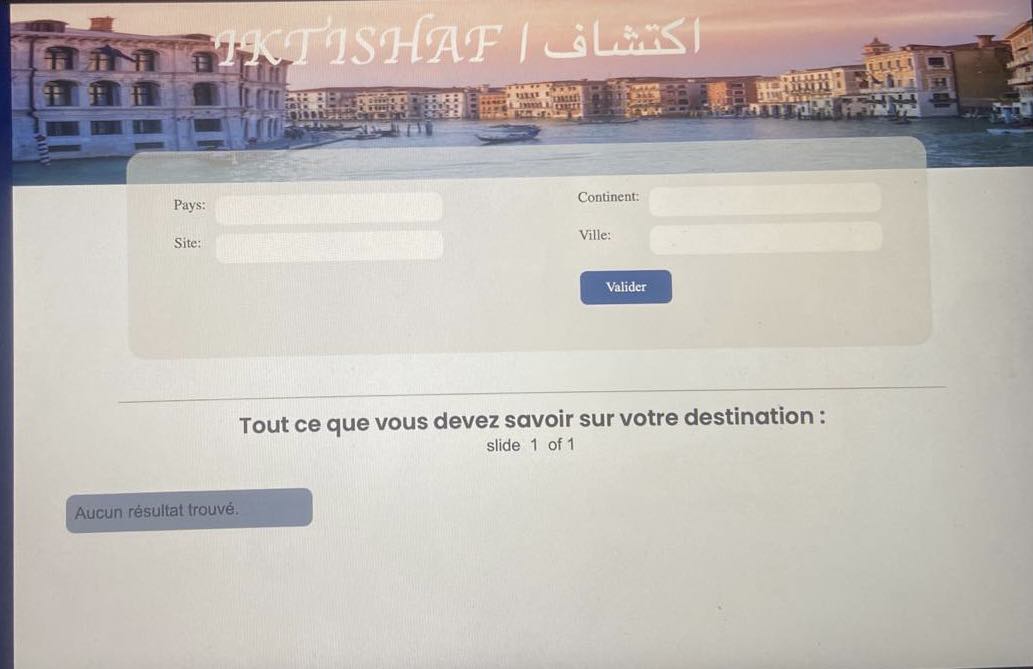 IKTISHAF | اكتشاف
Pays:
Continent:
Site:
Ville:
Valider
Tout ce que vous devez savoir sur votre destination :
slide 1 of 1
Aucun résultat trouvé.